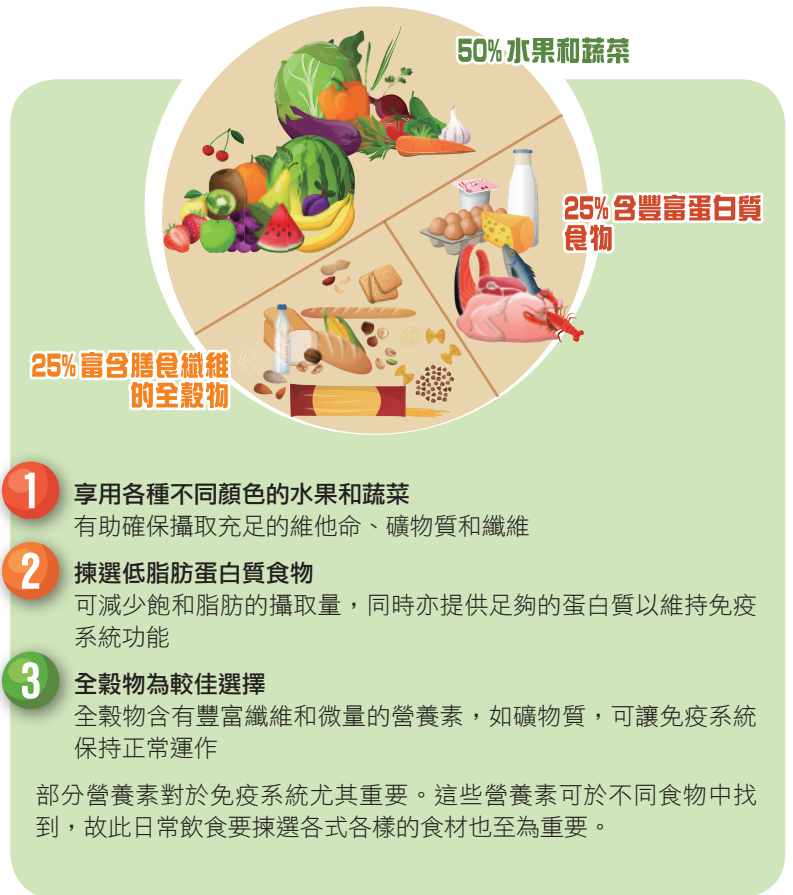 50%水果和蔬菜
25%含豐富蛋白質
食物
25%富含膳食纖維
的全穀物
1
享用各種不同顏色的水果和蔬菜
有助確保攝取充足的維他命、礦物質和纖維
2
揀選低脂肪蛋白質食物
可減少飽和脂肪的攝取量，同時亦提供足夠的蛋白質以維持免疫
系統功能
3
全穀物為較佳選擇
全穀物含有豐富纖維和微量的營養素，如礦物質，可讓免疫系統
保持正常運作
部分營養素對於免疫系統尤其重要。這些營養素可於不同食物中找
到，故此日常飲食要揀選各式各樣的食材也至為重要。